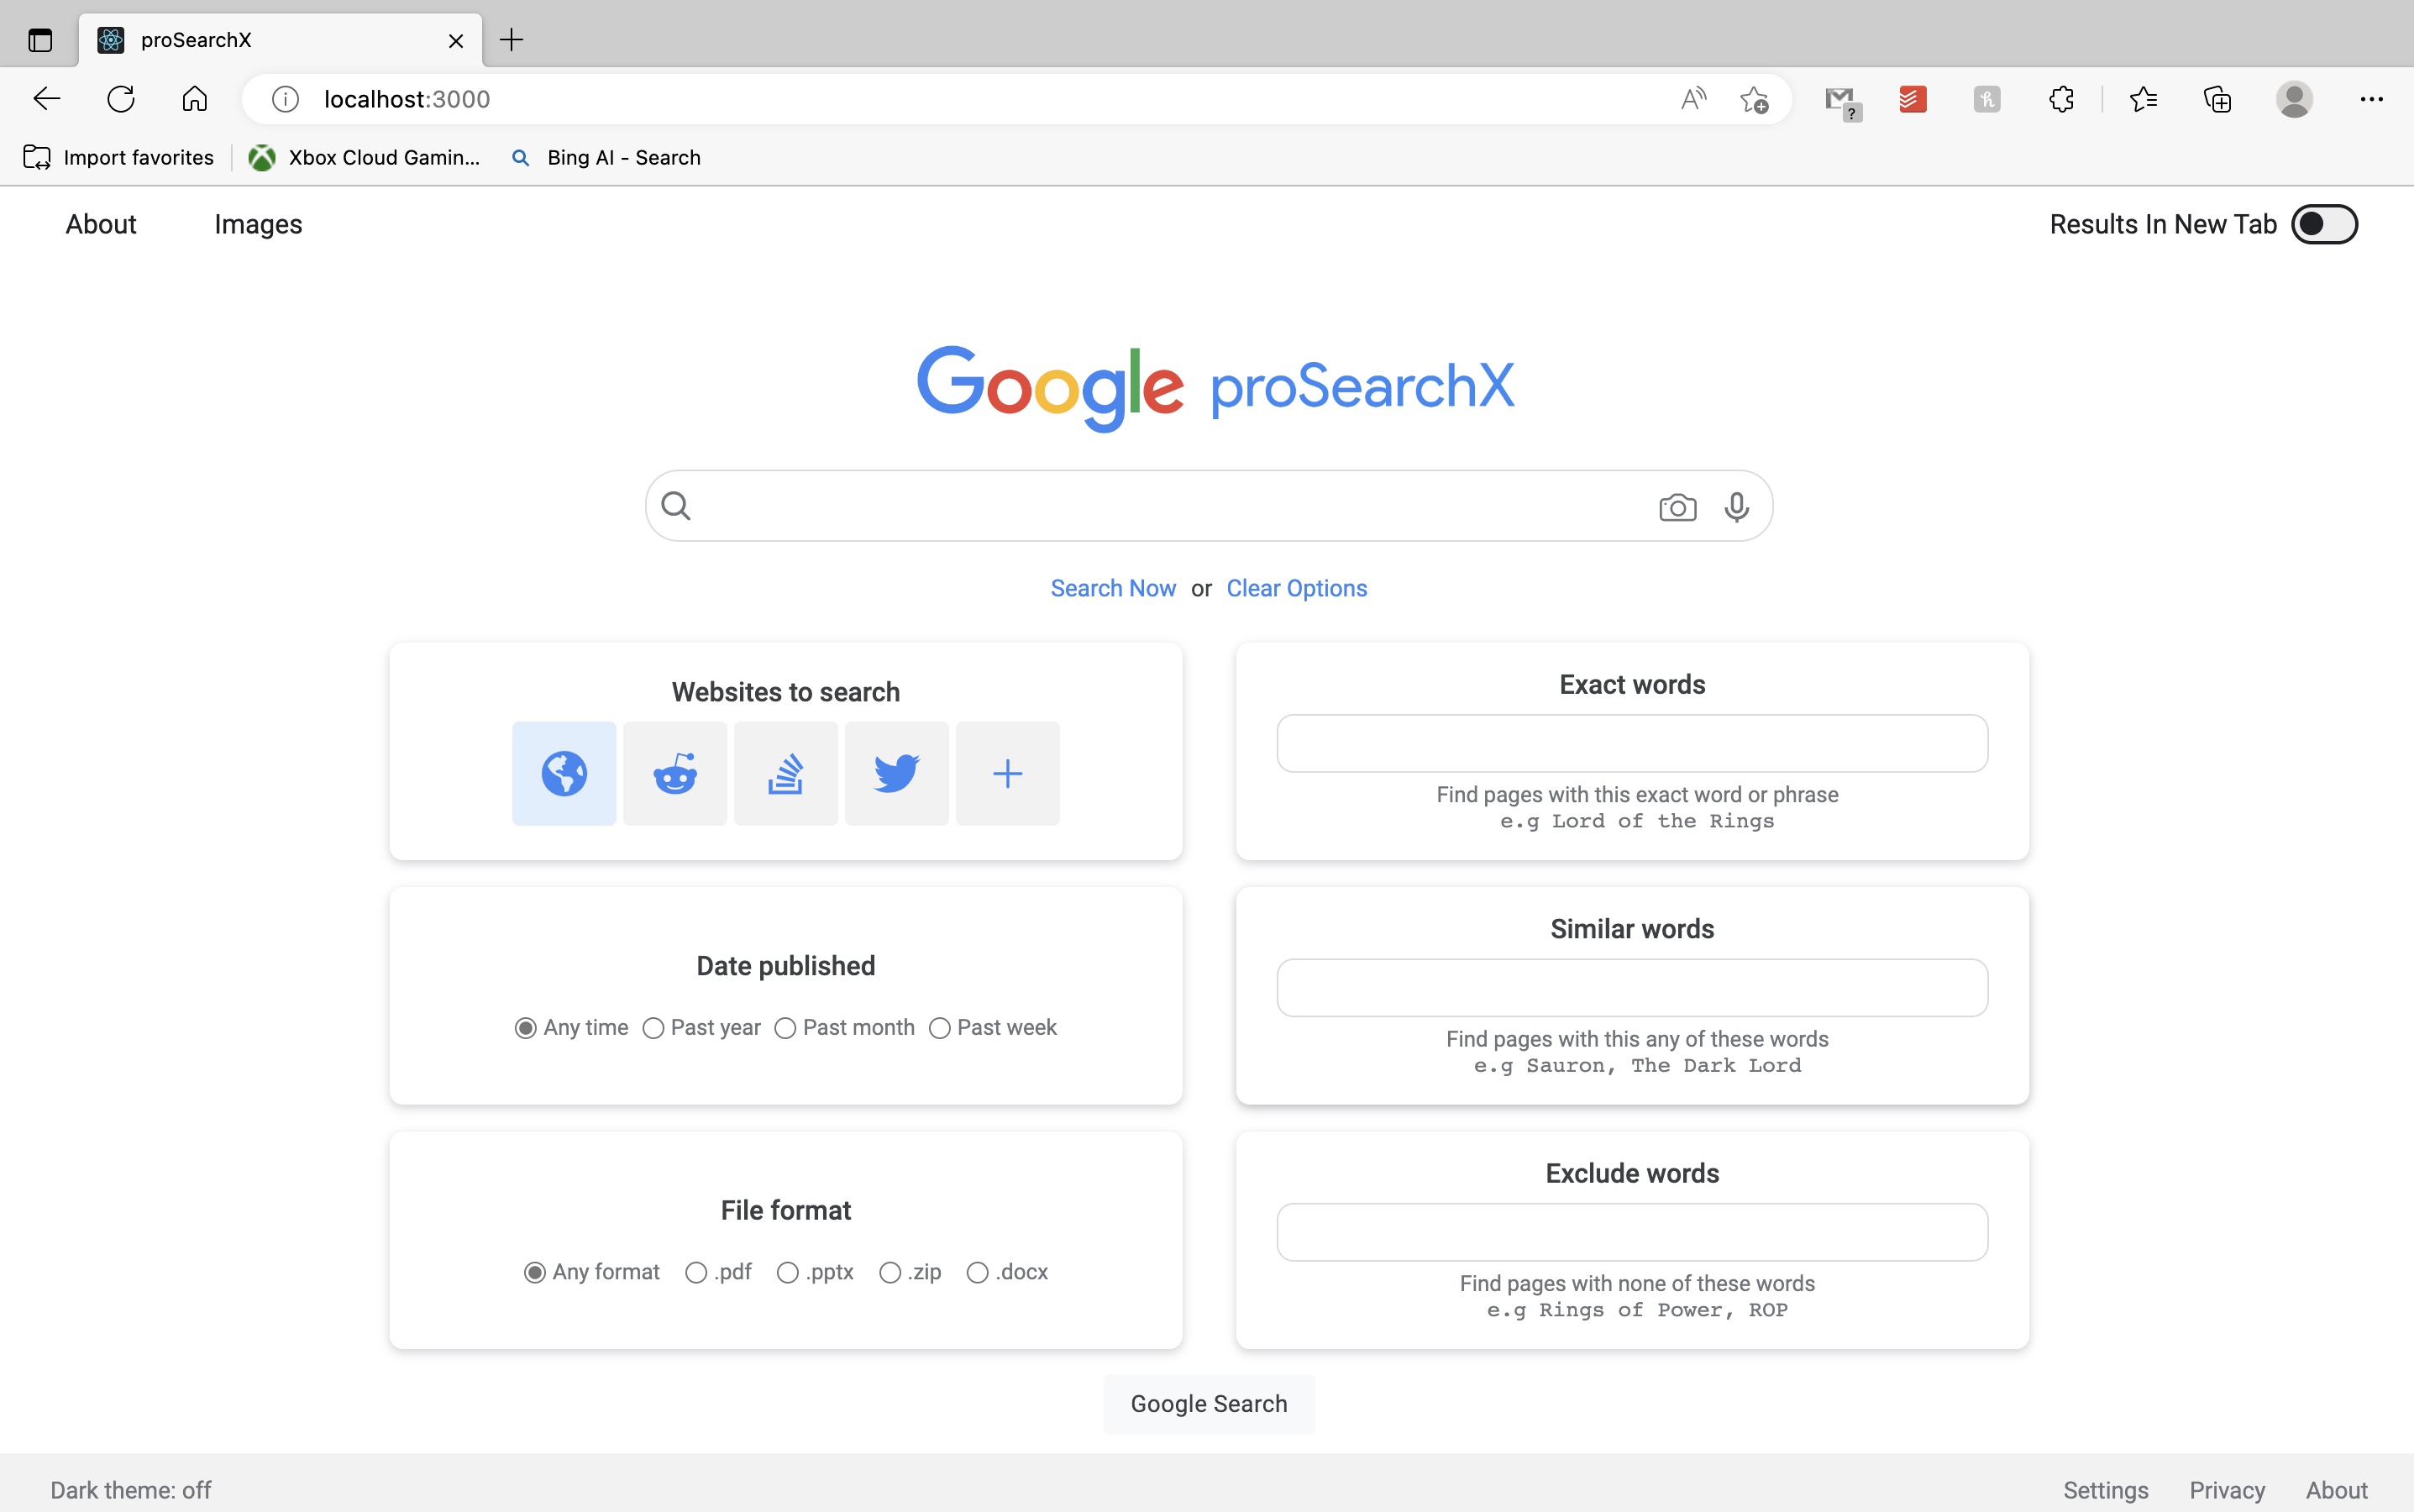 proSearchX
localhost:3000
Import favorites
Xbox Cloud Gamin...
Bing AI - Search
About
Images
Results In New Tab
Google proSearchX
Search Now or Clear Options
Websites to search
Exact words
Find pages with this exact word or phrase
e.g Lord of the Rings
Date published
Any time
Past year
Past month
Past week
Similar words
Find pages with this any of these words
e.g Sauron, The Dark Lord
File format
Any format
.pdf
.pptx
.zip
.docx
Exclude words
Find pages with none of these words
e.g Rings of Power, ROP
Google Search
Dark theme: off
Settings
Privacy
About